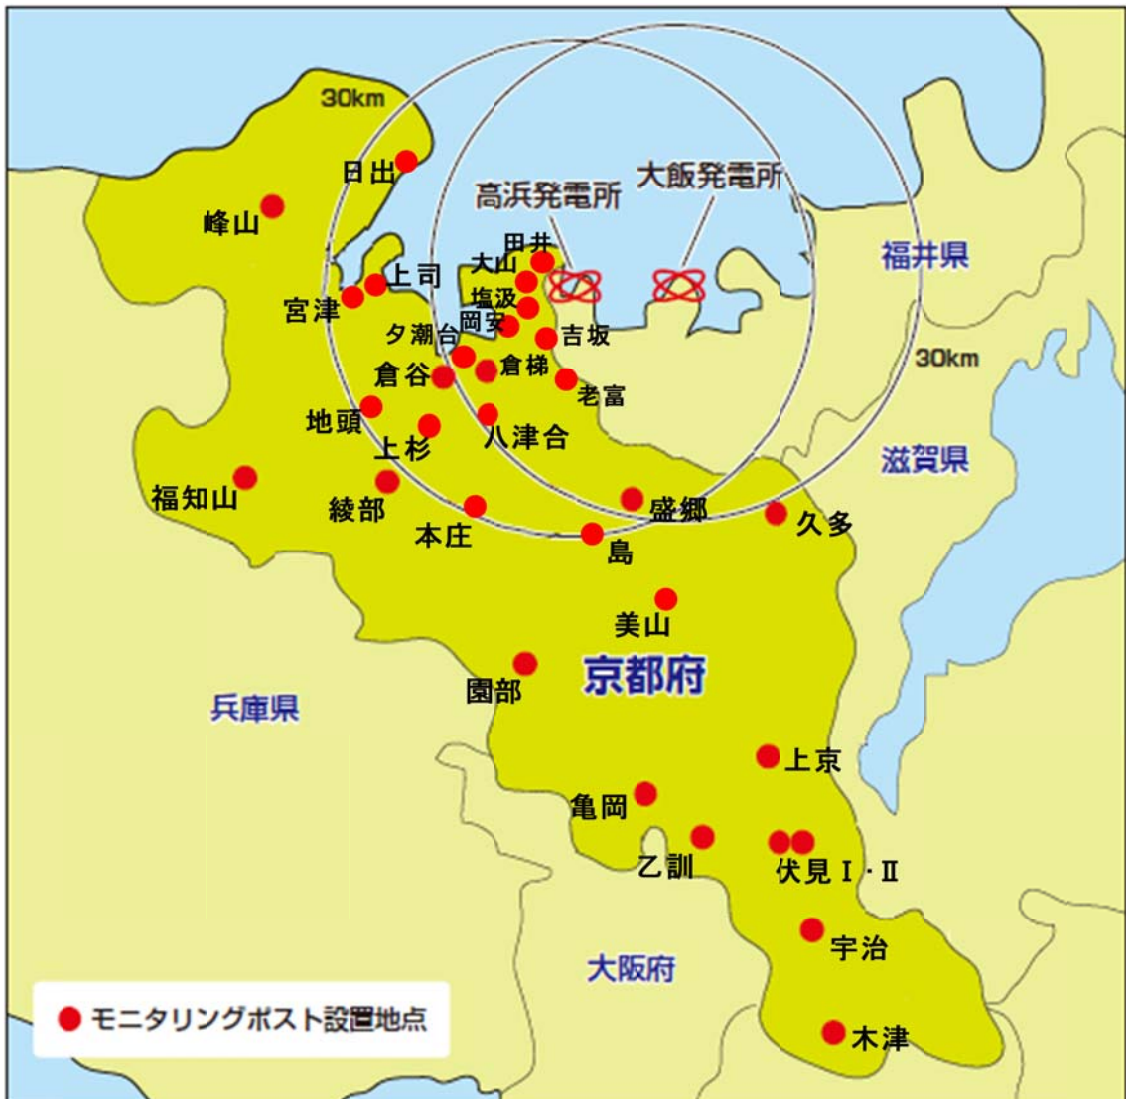 30km
日出
高浜発電所
大飯発電所
峰山
田井
大山
福井県
上司
塩汲
宮津
岡安
夕潮台
吉坂
30km
倉谷
倉梯
老富
地頭
八津合
上杉
滋賀県
福知山
綾部
盛郷
久多
本庄
島
美山
京都府
園部
兵庫県
上京
亀岡
乙訓
伏見Ⅰ・Ⅱ
宇治
大阪府
モニタリングポスト設置地点
木津